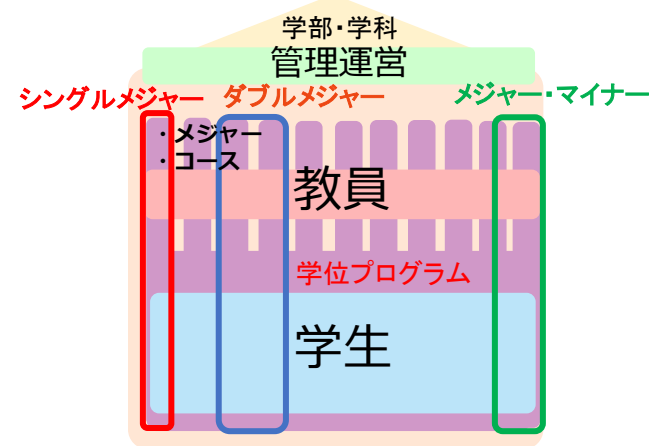 学部・学科
管理運営
シングルメジャー ダブルメジャー メジャー・マイナー
・メジャー
・コース
教員
学位プログラム
学生